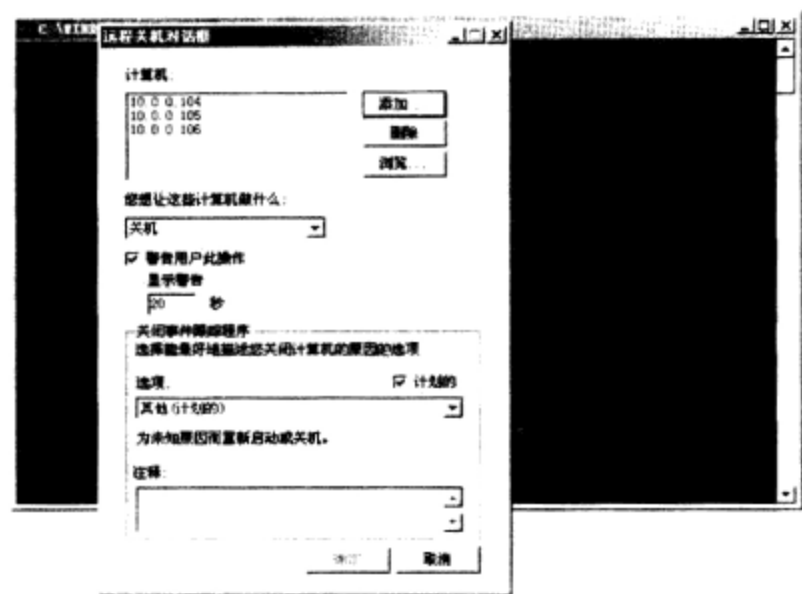 远程关机对话框
计算机:
10.0.0.104
10.0.0.105
10.0.0.106
添加...
删除
浏览...
您想让这些计算机做什么:
关机
警告用户此操作
显示警告
20 秒
关闭事件跟踪程序
选择能最好地描述您关闭计算机的原因的选项
选项:
计划的
其他(计划的)
为未知原因而重新启动或关机。
注释:
确定
取消